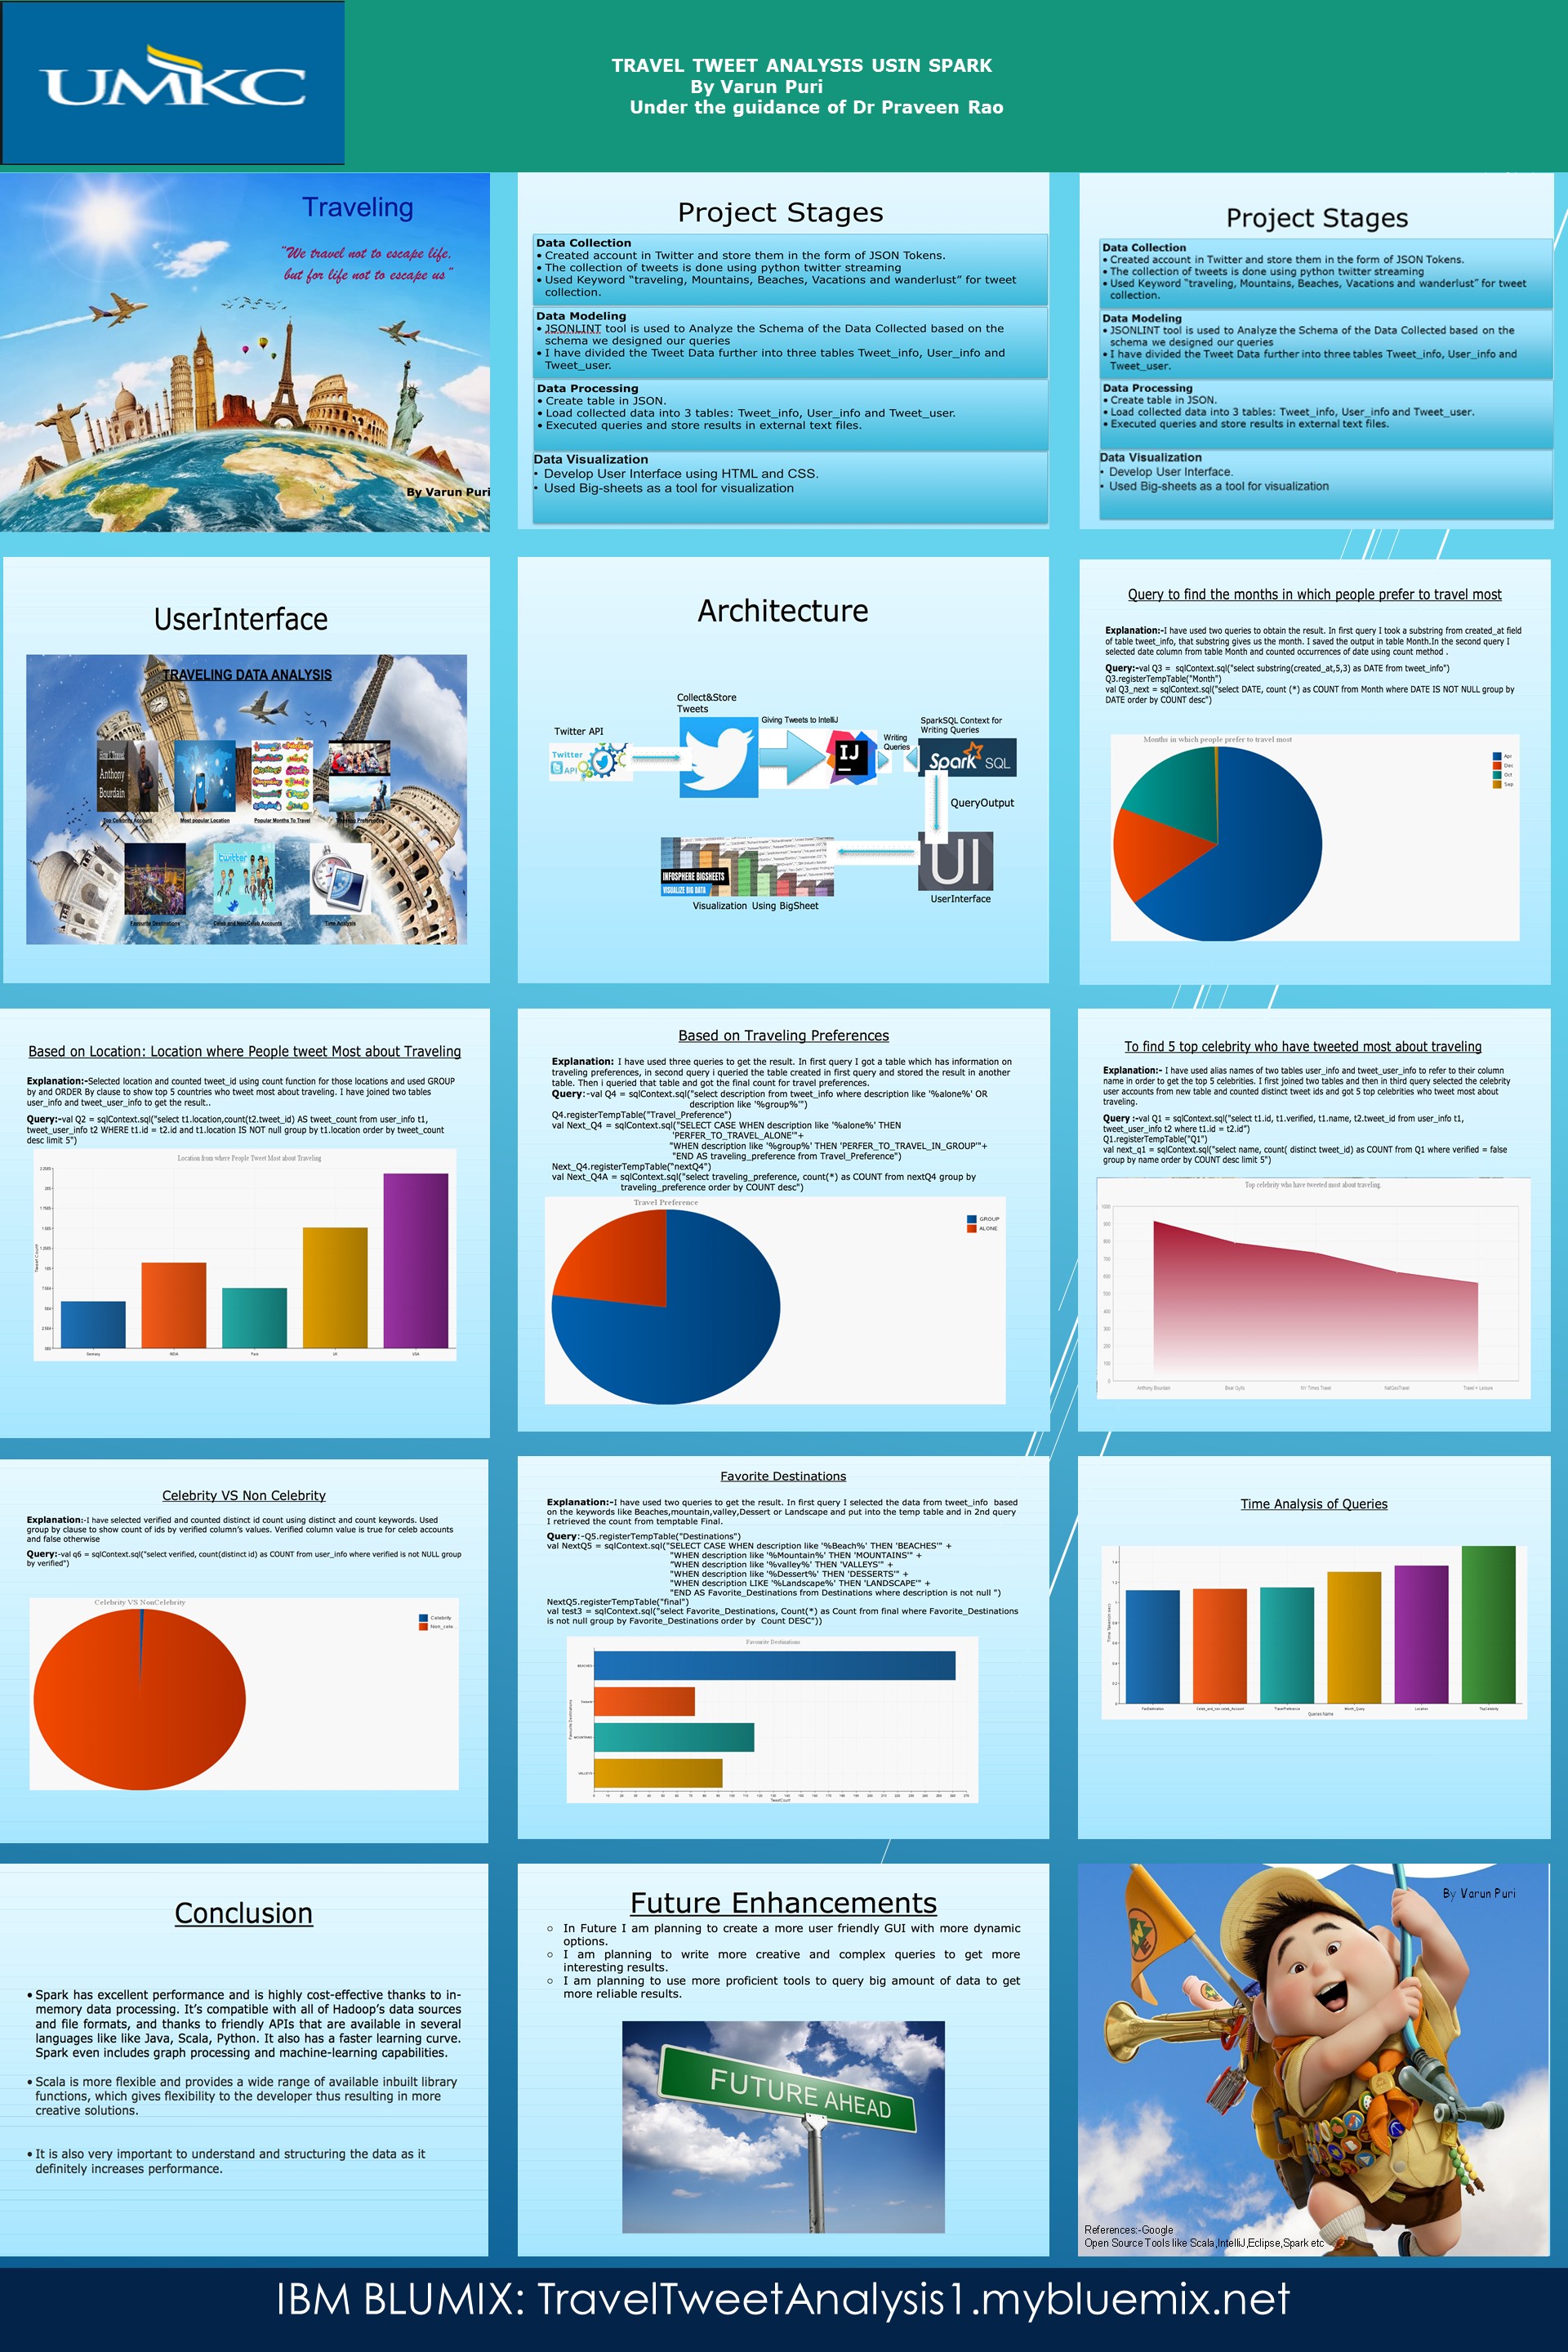 UMKC
TRAVEL TWEET ANALYSIS USIN SPARK
By Varun Puri
Under the guidance of Dr Praveen Rao
Traveling
"We travel not to escape life,
but for life not to escape us"
By Varun Puri
Project Stages
Data Collection
• Created account in Twitter and store them in the form of JSON Tokens.
• The collection of tweets is done using python twitter streaming
• Used Keyword “traveling, Mountains, Beaches, Vacations and wanderlust” for tweet
collection.
Data Modeling
• JSONLINT tool is used to Analyze the Schema of the Data Collected based on the
schema we designed our queries
• I have divided the Tweet Data further into three tables Tweet_info, User_info and
Tweet_user.
Data Processing
• Create table in JSON.
• Load collected data into 3 tables: Tweet_info, User_info and Tweet_user.
• Executed queries and store results in external text files.
Data Visualization
• Develop User Interface using HTML and CSS.
• Used Big-sheets as a tool for visualization
Project Stages
Data Collection
• Created account in Twitter and store them in the form of JSON Tokens.
• The collection of tweets is done using python twitter streaming
• Used Keyword “traveling, Mountains, Beaches, Vacations and wanderlust” for tweet
collection.
Data Modeling
• JSONLINT tool is used to Analyze the Schema of the Data Collected based on the
schema we designed our queries
• I have divided the Tweet Data further into three tables Tweet_info, User_info and
Tweet_user.
Data Processing
• Create table in JSON.
• Load collected data into 3 tables: Tweet_info, User_info and Tweet_user.
• Executed queries and store results in external text files.
Data Visualization
• Develop User Interface.
• Used Big-sheets as a tool for visualization
UserInterface
TRAVELING DATA ANALYSIS
Anthony
Bourdain
Top Celebrity Account
Most popular Location
Popular Months To Travel
twitter
Favourite Destinations
Celeb and NonCeleb Accounts
Time Analysis
Architecture
Twitter API
Twitter
API
Collect&Store
Tweets
Giving Tweets to IntelliJ
IJ
Writing
Queries
SparkSQL Context for
Writing Queries
Spark SQL
QueryOutput
UI
UserInterface
INFOSPHERE BIGSHEETS
VISUALIZE BIG DATA
Visualization Using BigSheet
Query to find the months in which people prefer to travel most
Explanation:-I have used two queries to obtain the result. In first query I took a substring from created_at field
of table tweet_info, that substring gives us the month. I saved the output in table Month.In the second query I
selected date column from table Month and counted occurrences of date using count method .
Query:-val Q3 = sqlContext.sql("select substring(created_at,5,3) as DATE from tweet_info")
Q3.registerTempTable("Month")
val Q3_next = sqlContext.sql("select DATE, count (*) as COUNT from Month where DATE IS NOT NULL group by
DATE order by COUNT desc")
Months in which people prefer to travel most
Apr
Dec
Oct
Sep
Based on Location: Location where People tweet Most about Traveling
Explanation:-Selected location and counted tweet_id using count function for those locations and used GROUP
by and ORDER By clause to show top 5 countries who tweet most about traveling. I have joined two tables
user_info and tweet_user_info to get the result..
Query:-val Q2 = sqlContext.sql("select t1.location,count(t2.tweet_id) AS tweet_count from user_info t1,
tweet_user_info t2 WHERE t1.id = t2.id and t1.location IS NOT null group by t1.location order by tweet_count
desc limit 5")
Location from where People Tweet Most about Traveling
Tweet Count
Germany
INDIA
Paris
UK
USA
Based on Traveling Preferences
Explanation: I have used three queries to get the result. In first query I got a table which has information on
traveling preferences, in second query i queried the table created in first query and stored the result in another
table. Then i queried that table and got the final count for travel preferences.
Query:-val Q4 = sqlContext.sql("select description from tweet_info where description like '%alone%' OR
description like '%group%'")
Q4.registerTempTable("Travel_Preference")
val Next_Q4 = sqlContext.sql("SELECT CASE WHEN description like '%alone%' THEN
'PERFER_TO_TRAVEL_ALONE'"+
"WHEN description like '%group%' THEN 'PERFER_TO_TRAVEL_IN_GROUP'"+
"END AS traveling_preference from Travel_Preference")
Next_Q4.registerTempTable("nextQ4")
val Next_Q4A = sqlContext.sql("select traveling_preference, count(*) as COUNT from nextQ4 group by
traveling_preference order by COUNT desc")
Travel Preference
GROUP
ALONE
To find 5 top celebrity who have tweeted most about traveling
Explanation:- I have used alias names of two tables user_info and tweet_user_info to refer to their column
name in order to get the top 5 celebrities. I first joined two tables and then in third query selected the celebrity
user accounts from new table and counted distinct tweet ids and got 5 top celebrities who tweet most about
traveling.
Query :-val Q1 = sqlContext.sql("select t1.id, t1.verified, t1.name, t2.tweet_id from user_info t1,
tweet_user_info t2 where t1.id = t2.id")
Q1.registerTempTable("Q1")
val next_q1 = sqlContext.sql("select name, count( distinct tweet_id) as COUNT from Q1 where verified = false
group by name order by COUNT desc limit 5")
Top celebrity who have tweeted most about traveling
1000
900
800
700
600
500
400
300
200
100
0
Anthony Bourdain
Bear Grylls
NY Times Travel
NatGeoTravel
Travel + Leisure
Celebrity VS Non Celebrity
Explanation:-I have selected verified and counted distinct id count using distinct and count keywords. Used
group by clause to show count of ids by verified column's values. Verified column value is true for celeb accounts
and false otherwise
Query:-val q6 = sqlContext.sql("select verified, count(distinct id) as COUNT from user_info where verified is not NULL group
by verified")
Celebrity VS NonCelebrity
Celebrity
Non_cele
Favorite Destinations
Explanation:-I have used two queries to get the result. In first query I selected the data from tweet_info based
on the keywords like Beaches,mountain,valley,Dessert or Landscape and put into the temp table and in 2nd query
I retrieved the count from temptable Final.
Query:-Q5.registerTempTable("Destinations")
val NextQ5 = sqlContext.sql("SELECT CASE WHEN description like '%Beach%' THEN 'BEACHES'" +
"WHEN description like '%Mountain%' THEN 'MOUNTAINS'" +
"WHEN description like '%valley%' THEN 'VALLEYS'" +
"WHEN description like '%Dessert%' THEN 'DESSERTS'" +
"WHEN description LIKE '%Landscape%' THEN 'LANDSCAPE'" +
"END AS Favorite_Destinations from Destinations where description is not null ")
NextQ5.registerTempTable("final")
val test3 = sqlContext.sql("select Favorite_Destinations, Count(*) as Count from final where Favorite_Destinations
is not null group by Favorite_Destinations order by Count DESC"))
Favourite Destinations
BEACHES
Dessert
MOUNTAINS
VALLEYS
TweetCount
Time Analysis of Queries
1.4
1.2
1
0.8
0.6
0.4
0.2
0
FavDestination
Celeb_and_non celeb_Account
TravelPreference
Month_Query
Location
TopCelebrity
Queries Name
Conclusion
• Spark has excellent performance and is highly cost-effective thanks to in-
memory data processing. It’s compatible with all of Hadoop’s data sources
and file formats, and thanks to friendly APIs that are available in several
languages like like Java, Scala, Python. It also has a faster learning curve.
Spark even includes graph processing and machine-learning capabilities.
• Scala is more flexible and provides a wide range of available inbuilt library
functions, which gives flexibility to the developer thus resulting in more
creative solutions.
• It is also very important to understand and structuring the data as it
definitely increases performance.
Future Enhancements
○ In Future I am planning to create a more user friendly GUI with more dynamic
options.
○ I am planning to write more creative and complex queries to get more
interesting results.
○ I am planning to use more proficient tools to query big amount of data to get
more reliable results.
FUTURE AHEAD
By Varun Puri
References:-Google
Open Source Tools like Scala,IntelliJ,Eclipse,Spark etc
IBM BLUMIX: TravelTweetAnalysis1.mybluemix.net